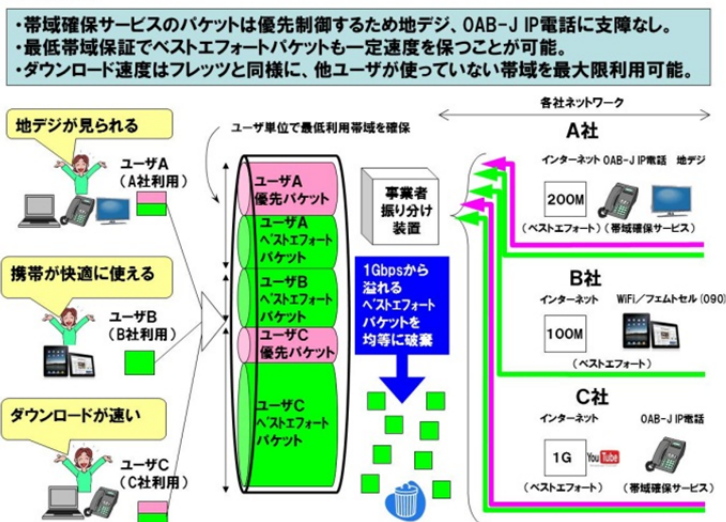 ・帯域確保サービスのパケットは優先制御するため地デジ、0AB-J IP電話に支障なし。
・最低帯域保証でベストエフォートパケットも一定速度を保つことが可能。
・ダウンロード速度はフレッツと同様に、他ユーザが使っていない帯域を最大限利用可能。
地デジが見られる
ユーザA
(A社利用)
携帯が快適に使える
ユーザB
(B社利用)
ダウンロードが速い
ユーザC
(C社利用)
ユーザ単位で最低利用帯域を確保
ユーザA
優先パケット
ユーザA
ベストエフォート
パケット
ユーザB
ベストエフォート
パケット
ユーザC
優先パケット
ユーザC
ベストエフォート
パケット
事業者
振り分け
装置
1Gbpsから
溢れる
ベストエフォート
パケットを
均等に破棄
各社ネットワーク
A社
インターネット 0AB-J IP電話 地デジ
200M
(ベストエフォート)(帯域確保サービス)
B社
インターネット WiFi/フェムトセル(090)
100M
(ベストエフォート)
C社
インターネット 0AB-J IP電話
1G YouTube
(ベストエフォート) (帯域確保サービス)